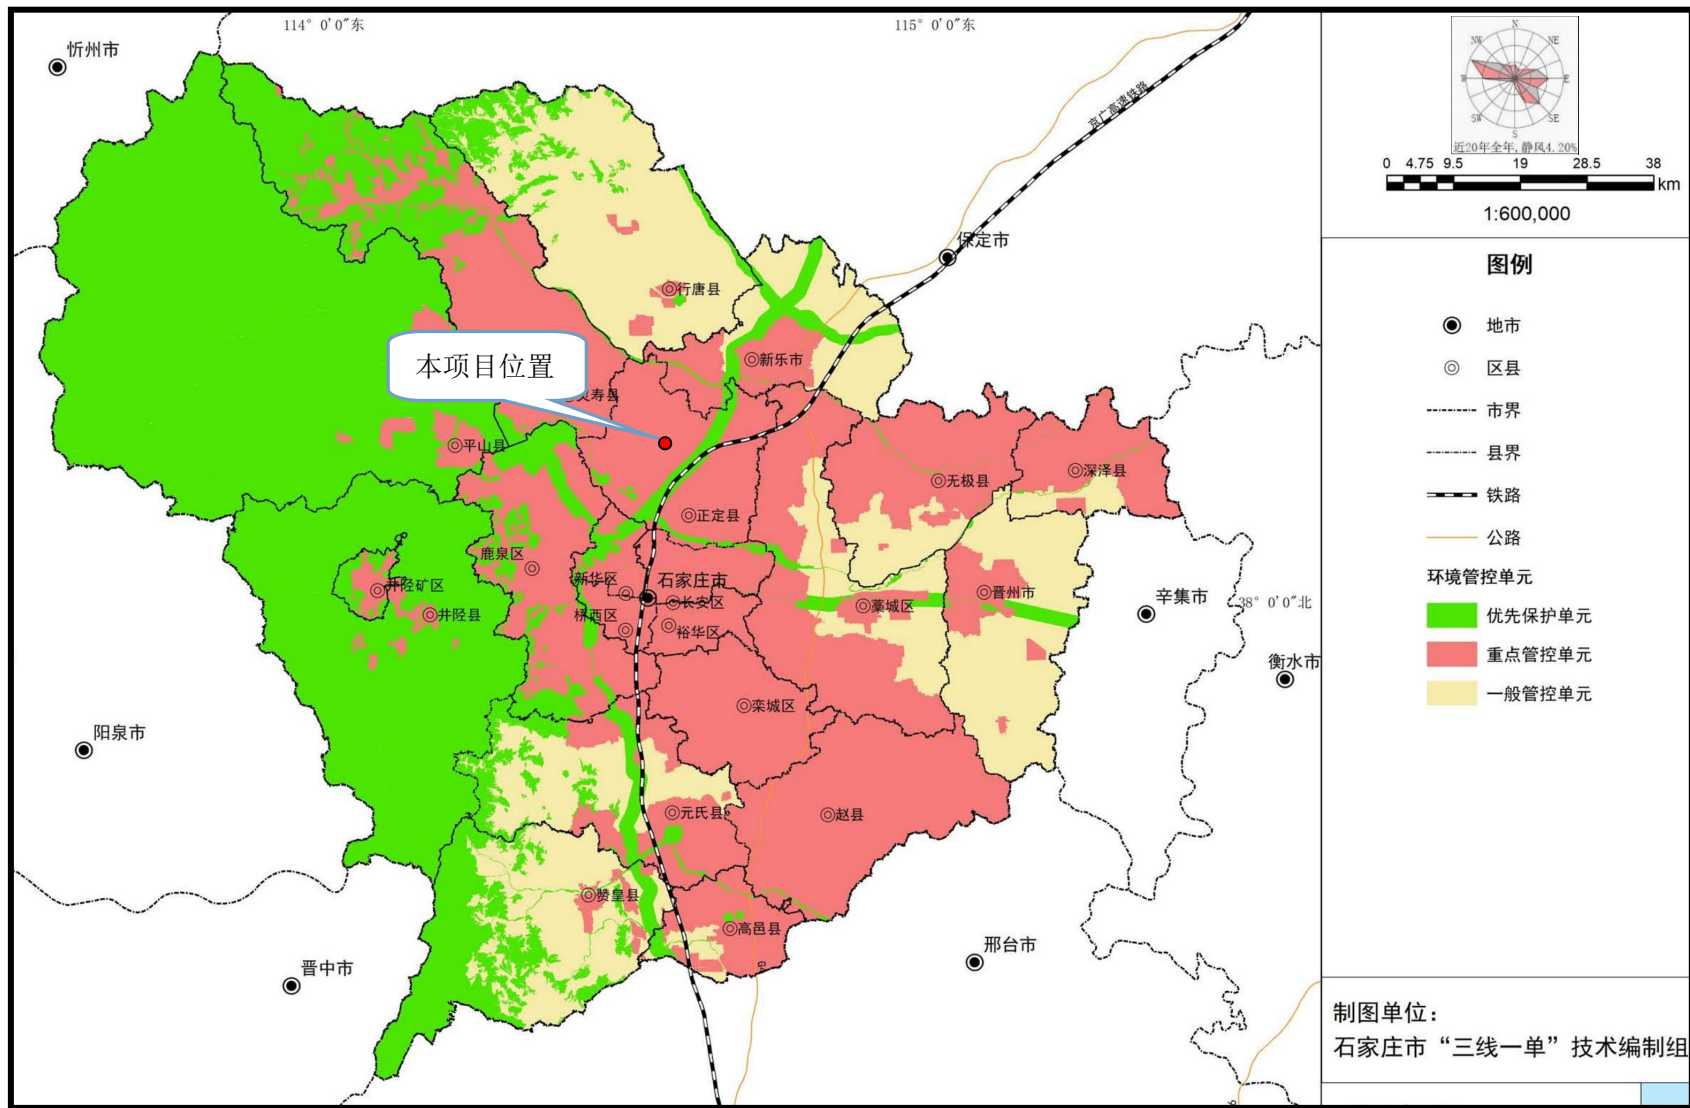 114° 0′0″东
115° 0′0″东
忻州市
京广高速铁路
保定市
行唐县
新乐市
本项目位置
灵寿县
平山县
无极县
深泽县
正定县
鹿泉区
新华区
石家庄市
井陉矿区
井陉县
长安区
桥西区
裕华区
藁城区
晋州市
辛集市
38° 0′0″北
衡水市
栾城区
阳泉市
元氏县
赵县
赞皇县
高邑县
邢台市
晋中市
N
NW
NE
W
E
SW
SE
S
近20年全年,静风4.20%
0 4.75 9.5 19 28.5 38
km
1:600,000
图例
地市
区县
市界
县界
铁路
公路
环境管控单元
优先保护单元
重点管控单元
一般管控单元
制图单位：
石家庄市“三线一单”技术编制组